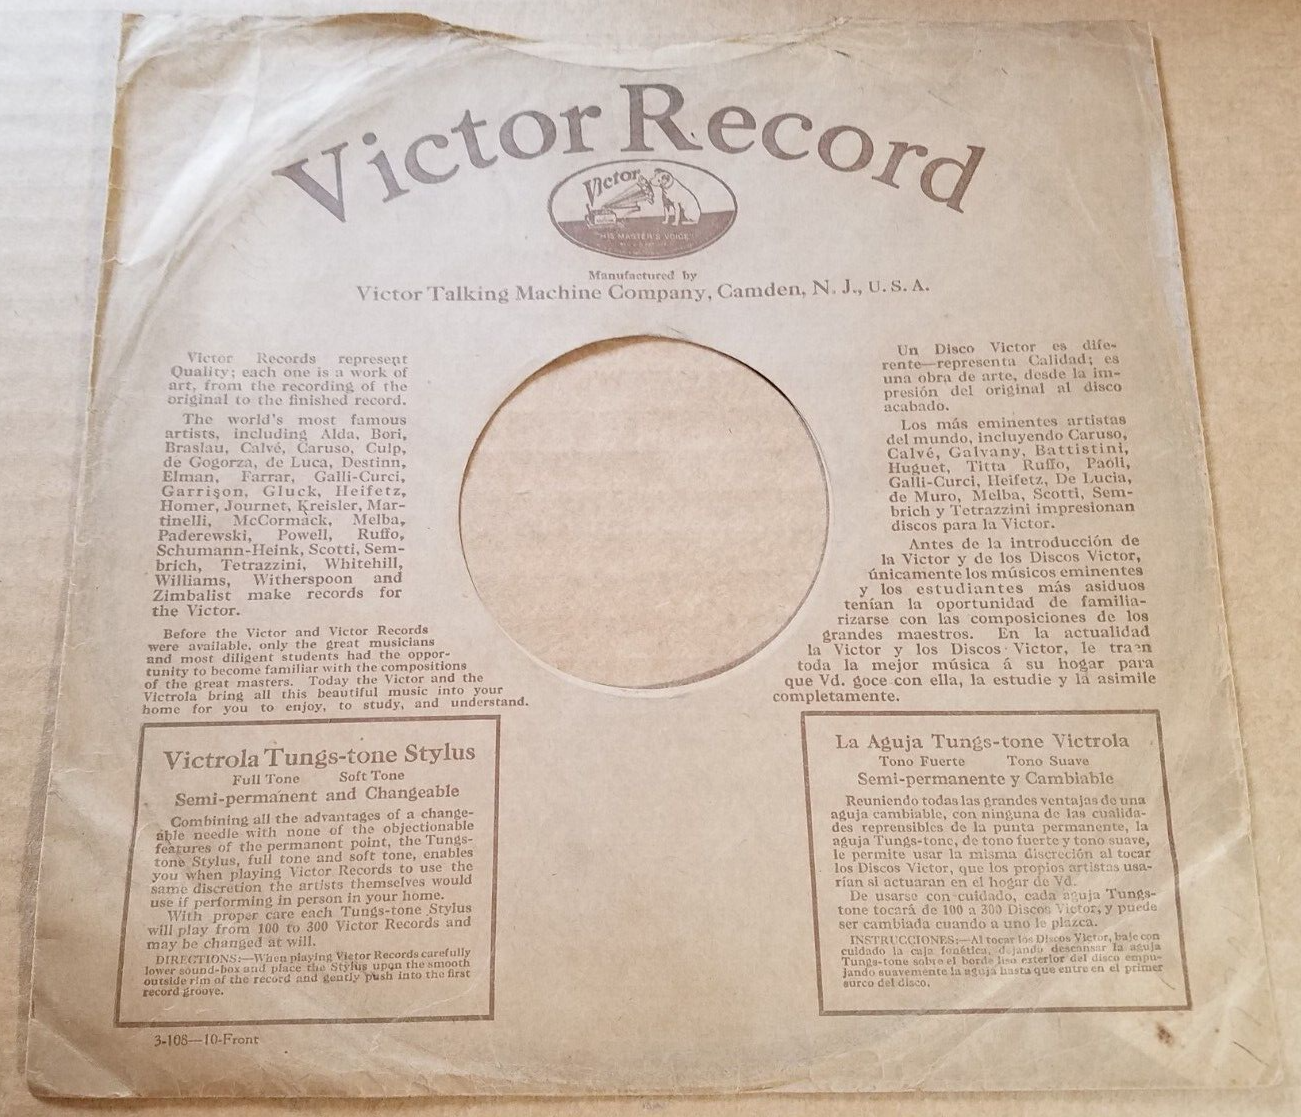 Victor Record
Victor
"HIS MASTER'S VOICE"
Manufactured by
Victor Talking Machine Company, Camden, N. J., U. S. A.
Victor Records represent
Quality; each one is a work of
art, from the recording of the
original to the finished record.
The world's most famous
artists, including Alda, Bori,
Braslau, Calvé, Caruso, Culp,
de Gogorza, de Luca, Destinn,
Elman, Farrar, Galli-Curci,
Garrison, Gluck, Heifetz,
Homer, Journet, Kreisler, Mar-
tinelli, McCormack, Melba,
Paderewski, Powell, Ruffo,
Schumann-Heink, Scotti, Sem-
brich, Tetrazzini, Whitehill,
Williams, Witherspoon and
Zimbalist make records for
the Victor.
Before the Victor and Victor Records
were available, only the great musicians
and most diligent students had the oppor-
tunity to become familiar with the compositions
of the great masters. Today the Victor and the
Victrola bring all this beautiful music into your
home for you to enjoy, to study, and understand.
Un Disco Victor es dife-
rente—representa Calidad; es
una obra de arte, desde la im-
presión del original al disco
acabado.
Los más eminentes artistas
del mundo, incluyendo Caruso,
Calvé, Galvany, Battistini,
Huguet, Titta Ruffo, Paoli,
Galli-Curci, Heifetz, De Lucia,
de Muro, Melba, Scotti, Sem-
brich y Tetrazzini impresionan
discos para la Victor.
Antes de la introducción de
la Victor y de los Discos Victor,
únicamente los músicos eminentes
y los estudiantes más asiduos
tenían la oportunidad de familia-
rizarse con las composiciones de los
grandes maestros. En la actualidad
la Victor y los Discos Victor, le traen
toda la mejor música á su hogar para
que Vd. goce con ella, la estudie y la asimile
completamente.
Victrola Tungs-tone Stylus
Full Tone Soft Tone
Semi-permanent and Changeable
Combining all the advantages of a change-
able needle with none of the objectionable
features of the permanent point, the Tungs-
tone Stylus, full tone and soft tone, enables
you when playing Victor Records to use the
same discretion the artists themselves would
use if performing in person in your home.
With proper care each Tungs-tone Stylus
will play from 100 to 300 Victor Records and
may be changed at will.
DIRECTIONS:—When playing Victor Records carefully
lower sound-box and place the Stylus upon the smooth
outside rim of the record and gently push into the first
record groove.
La Aguja Tungs-tone Victrola
Tono Fuerte Tono Suave
Semi-permanente y Cambiable
Reuniendo todas las grandes ventajas de una
aguja cambiable, con ninguna de las cualida-
des reprensibles de la punta permanente, la
aguja Tungs-tone, de tono fuerte y tono suave,
le permite usar la misma discreción al tocar
los Discos Victor, que los propios artistas usa-
rían si actuaran en el hogar de Vd.
De usarse con cuidado, cada aguja Tungs-
tone tocará de 100 a 300 Discos Victor, y puede
ser cambiada cuando a uno le plazca.
INSTRUCCIONES:—Al tocar los Discos Victor, baje con
cuidado la caja fonética, dejando descansar la aguja
Tungs-tone sobre el borde liso exterior del disco empu-
jando suavemente la aguja hasta que entre en el primer
surco del disco.
3-108—10-Front